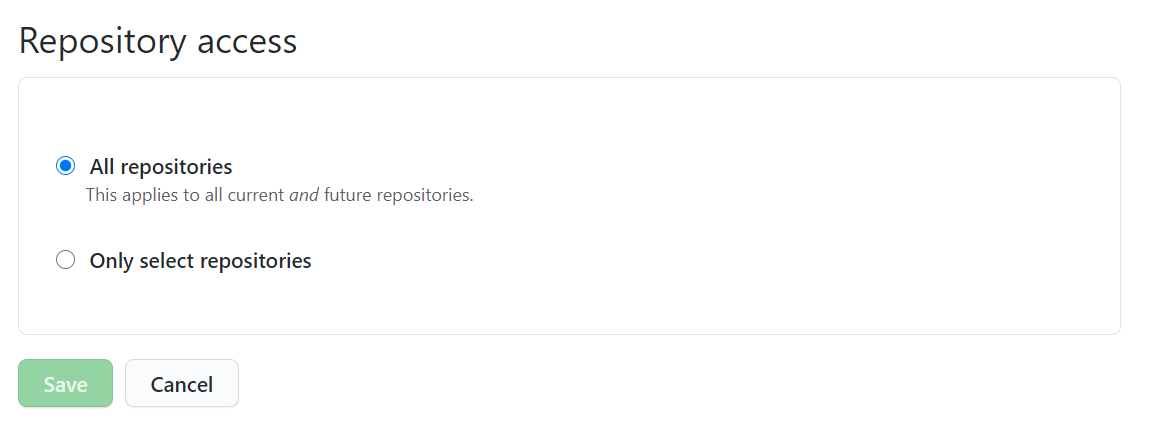 Repository access
All repositories
This applies to all current and future repositories.
Only select repositories
Save
Cancel